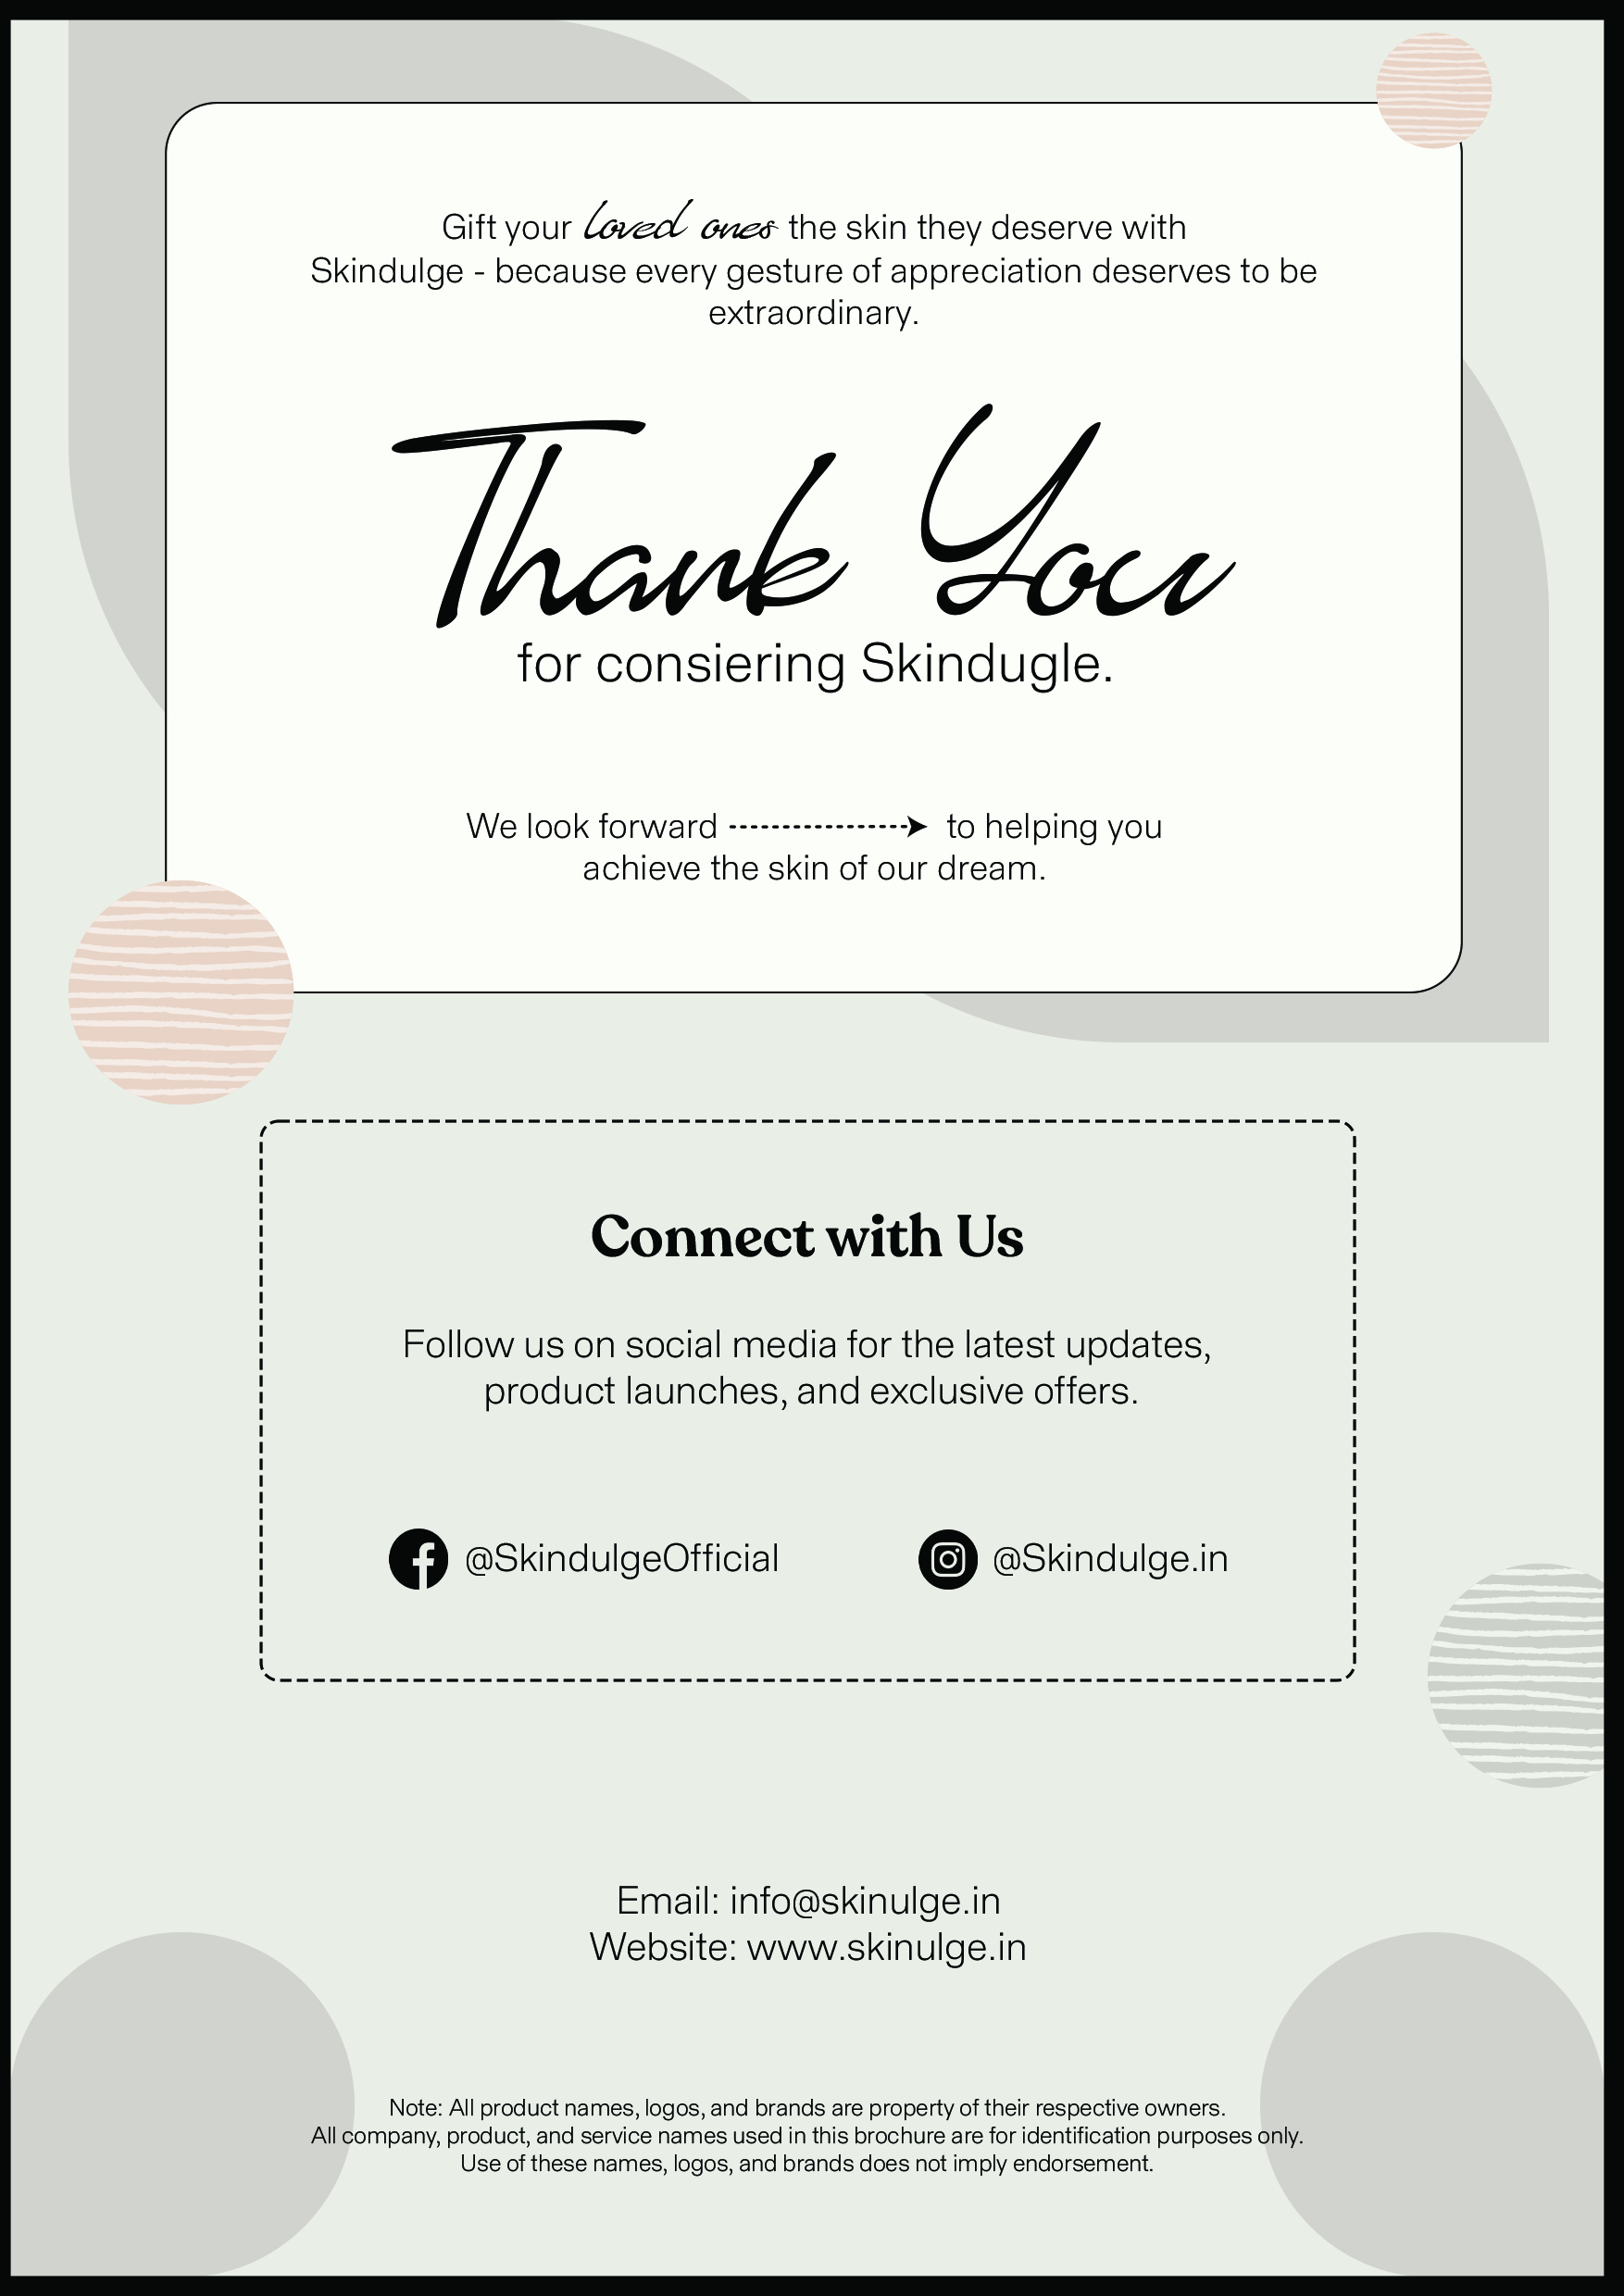 Gift your loved ones the skin they deserve with
Skindulge - because every gesture of appreciation deserves to be
extraordinary.
Thank You
for consiering Skindugle.
We look forward to helping you
achieve the skin of our dream.
Connect with Us
Follow us on social media for the latest updates,
product launches, and exclusive offers.
@SkindulgeOfficial @Skindulge.in
Email: info@skinulge.in
Website: www.skinulge.in
Note: All product names, logos, and brands are property of their respective owners.
All company, product, and service names used in this brochure are for identification purposes only.
Use of these names, logos, and brands does not imply endorsement.